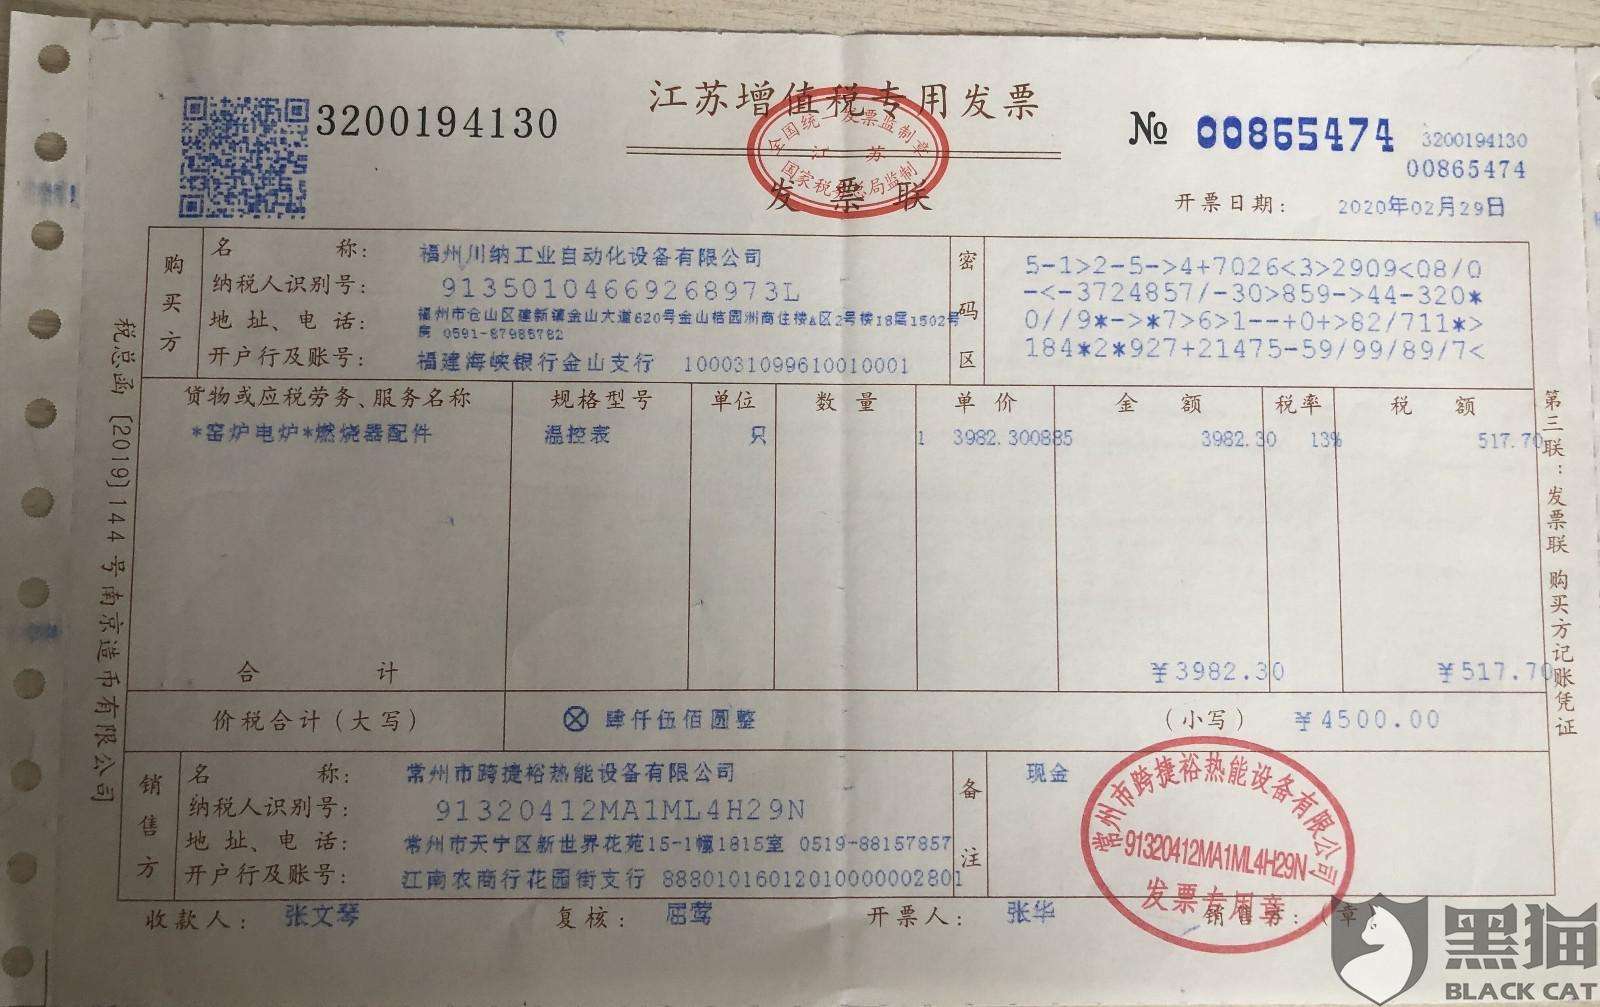 3200194130
江苏增值税专用发票
全国统一发票监制章
江苏
国家税务总局监制
发票联
№ 00865474
3200194130
00865474
开票日期: 2020年02月29日
购买方
名称: 福州川纳工业自动化设备有限公司
纳税人识别号: 91350104669268973L
地址、电话: 福州市仓山区建新镇金山大道620号金山桔园洲商住楼A区2号楼18层1502号房 0591-87985782
开户行及账号: 福建海峡银行金山支行 100031099610010001
密码区
5-1>2-5->4+7026<3>2909<08/0
-<-3724857/-30>859->44-320*
0//9*->*7>6>1--+0+>82/711*>
184*2*927+21475-59/99/89/7<
货物或应税劳务、服务名称 规格型号 单位 数量 单价 金额 税率 税额
*窑炉电炉*燃烧器配件 温控表 只 1 3982.300885 3982.30 13% 517.70
合计 ¥3982.30 ¥517.70
价税合计(大写) ⊗肆仟伍佰圆整 (小写) ¥4500.00
销售方
名称: 常州市跨捷裕热能设备有限公司
纳税人识别号: 91320412MA1ML4H29N
地址、电话: 常州市天宁区新世界花苑15-1幢1815室 0519-88157857
开户行及账号: 江南农商行花园街支行 88801016012010000002801
备注
现金
常州市跨捷裕热能设备有限公司
91320412MA1ML4H29N
发票专用章
收款人: 张文琴 复核: 屈莺 开票人: 张华 销售方:(章
税总函〔2019〕144号南京造币有限公司
第三联:发票联 购买方记账凭证
黑猫
BLACK CAT